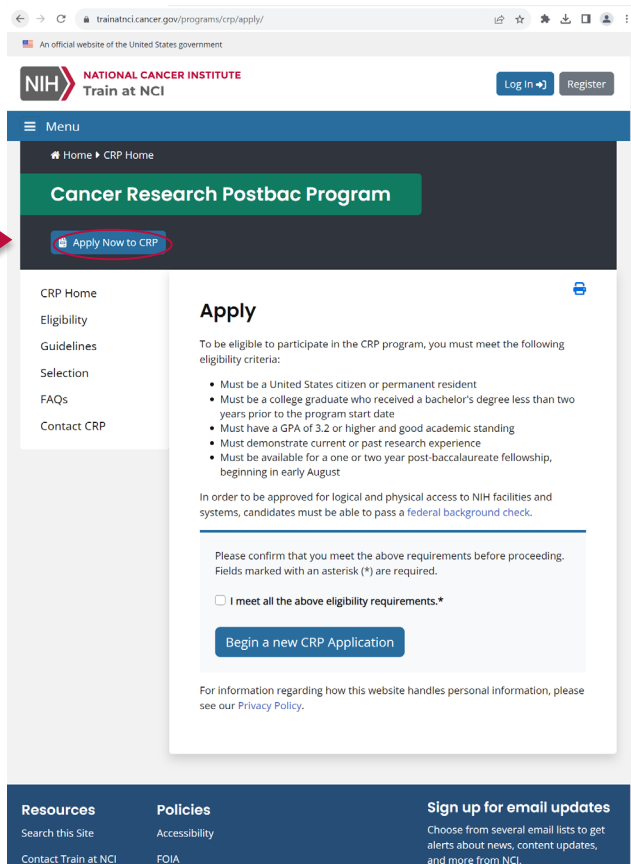 trainatnci.cancer.gov/programs/crp/apply/
An official website of the United States government
NIH
NATIONAL CANCER INSTITUTE
Train at NCI
Log In
Register
Menu
Home CRP Home
Cancer Research Postbac Program
Apply Now to CRP
CRP Home
Eligibility
Guidelines
Selection
FAQs
Contact CRP
Apply
To be eligible to participate in the CRP program, you must meet the following
eligibility criteria:
• Must be a United States citizen or permanent resident
• Must be a college graduate who received a bachelor's degree less than two
years prior to the program start date
• Must have a GPA of 3.2 or higher and good academic standing
• Must demonstrate current or past research experience
• Must be available for a one or two year post-baccalaureate fellowship,
beginning in early August
In order to be approved for logical and physical access to NIH facilities and
systems, candidates must be able to pass a federal background check.
Please confirm that you meet the above requirements before proceeding.
Fields marked with an asterisk (*) are required.
I meet all the above eligibility requirements.*
Begin a new CRP Application
For information regarding how this website handles personal information, please
see our Privacy Policy.
Resources
Search this Site
Contact Train at NCI
Policies
Accessibility
FOIA
Sign up for email updates
Choose from several email lists to get
alerts about news, content updates,
and more from NCI.